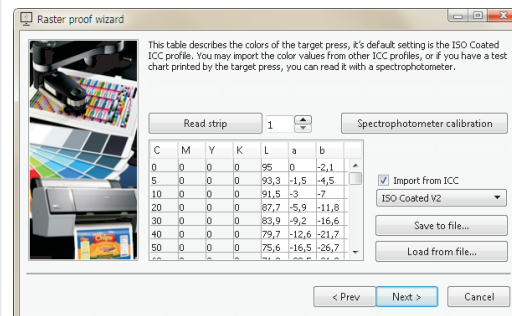 Raster proof wizard
This table describes the colors of the target press, it's default setting is the ISO Coated
ICC profile. You may import the color values from other ICC profiles, or if you have a test
chart printed by the target press, you can read it with a spectrophotometer.
Read strip 1 Spectrophotometer calibration
C M Y K L a b
0 0 0 0 95 0 -2,1
5 0 0 0 93,3 -1,5 -4,5
10 0 0 0 91,5 -3 -7
20 0 0 0 87,7 -5,9 -11,8
30 0 0 0 83,9 -9,2 -16,6
40 0 0 0 79,7 -12,6 -21,7
50 0 0 0 75,6 -16,5 -26,7
Import from ICC
ISO Coated V2
Save to file...
Load from file...
< Prev Next > Cancel